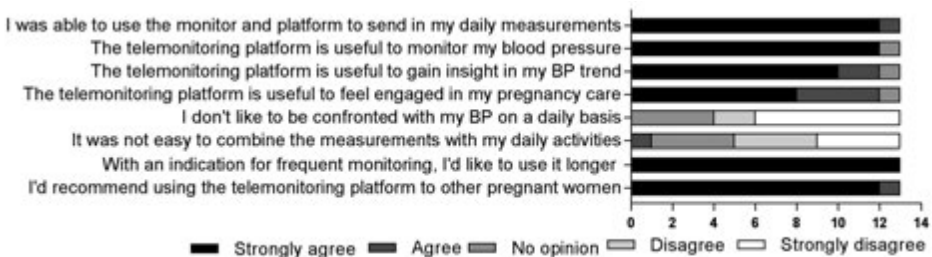 I was able to use the monitor and platform to send in my daily measurements
The telemonitoring platform is useful to monitor my blood pressure
The telemonitoring platform is useful to gain insight in my BP trend
The telemonitoring platform is useful to feel engaged in my pregnancy care
I don't like to be confronted with my BP on a daily basis
It was not easy to combine the measurements with my daily activities
With an indication for frequent monitoring, I'd like to use it longer
I'd recommend using the telemonitoring platform to other pregnant women
0 2 4 6 8 10 12 14
Strongly agree Agree No opinion Disagree Strongly disagree